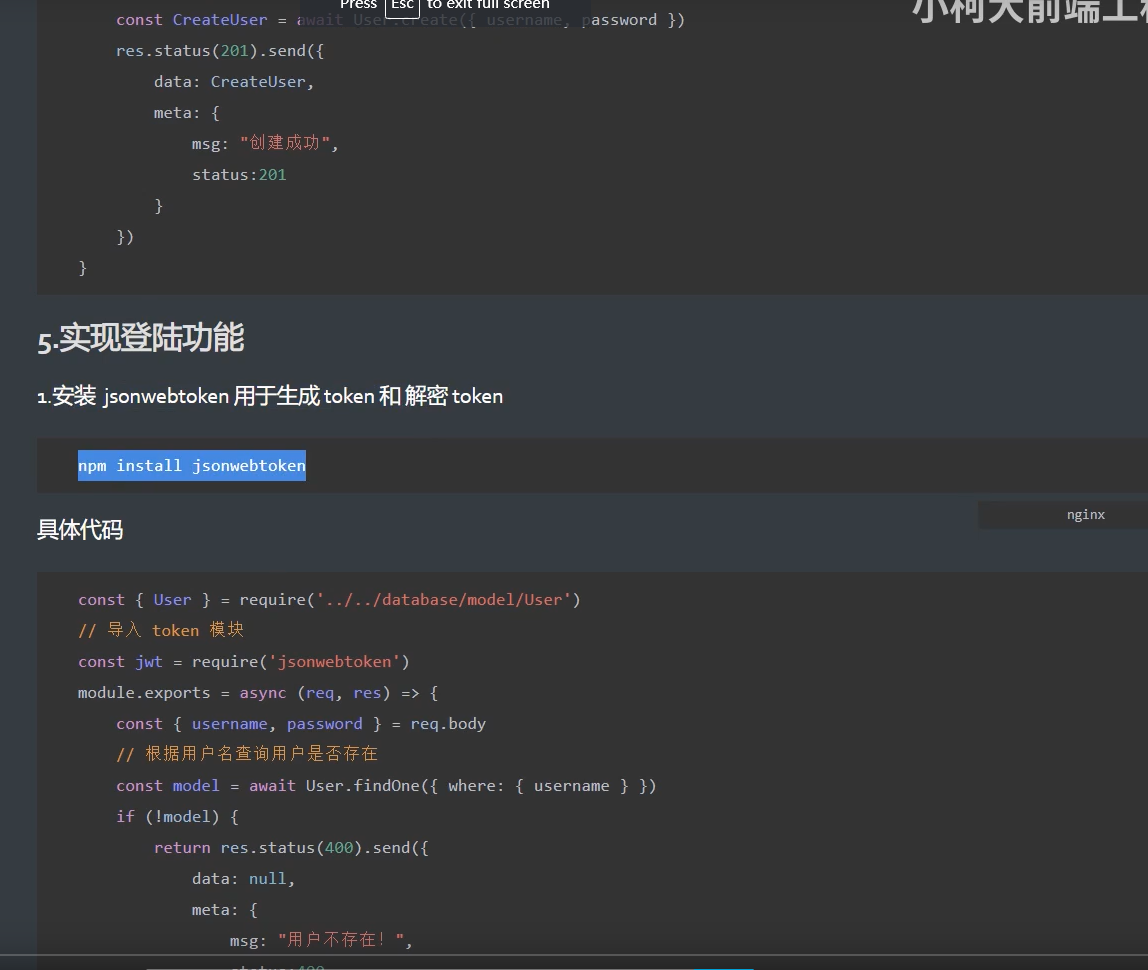 Press Esc to exit full screen
小柯大前端工
const CreateUser = await User.create({ username, password })
res.status(201).send({
data: CreateUser,
meta: {
msg: "创建成功",
status:201
}
})
}
5.实现登陆功能
1.安装 jsonwebtoken 用于生成 token 和 解密 token
npm install jsonwebtoken
nginx
具体代码
const { User } = require('../../database/model/User')
// 导入 token 模块
const jwt = require('jsonwebtoken')
module.exports = async (req, res) => {
const { username, password } = req.body
// 根据用户名查询用户是否存在
const model = await User.findOne({ where: { username } })
if (!model) {
return res.status(400).send({
data: null,
meta: {
msg: "用户不存在！",
status:400